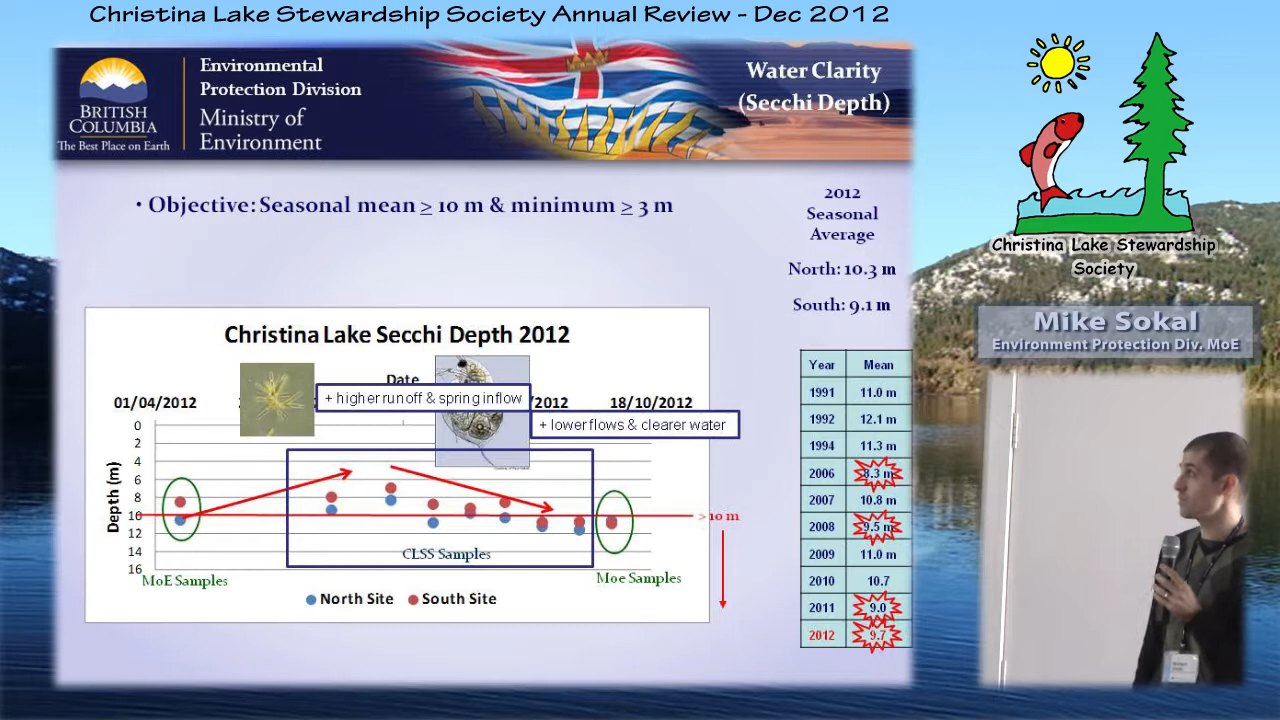 Christina Lake Stewardship Society Annual Review - Dec 2012
BRITISH
COLUMBIA
The Best Place on Earth
Environmental
Protection Division
Ministry of
Environment
Water Clarity
(Secchi Depth)
• Objective: Seasonal mean ≥ 10 m & minimum ≥ 3 m
2012
Seasonal
Average
North: 10.3 m
South: 9.1 m
Christina Lake Stewardship
Society
Mike Sokal
Environment Protection Div. MoE
Christina Lake Secchi Depth 2012
Date
01/04/2012
/2012
18/10/2012
+ higher run off & spring inflow
+ lower flows & clearer water
Depth (m)
0
2
4
6
8
10
12
14
16
> 10 m
CLSS Samples
MoE Samples
Moe Samples
North Site
South Site
Year Mean
1991 11.0 m
1992 12.1 m
1994 11.3 m
2006 8.3 m
2007 10.8 m
2008 9.5 m
2009 11.0 m
2010 10.7
2011 9.0
2012 9.7